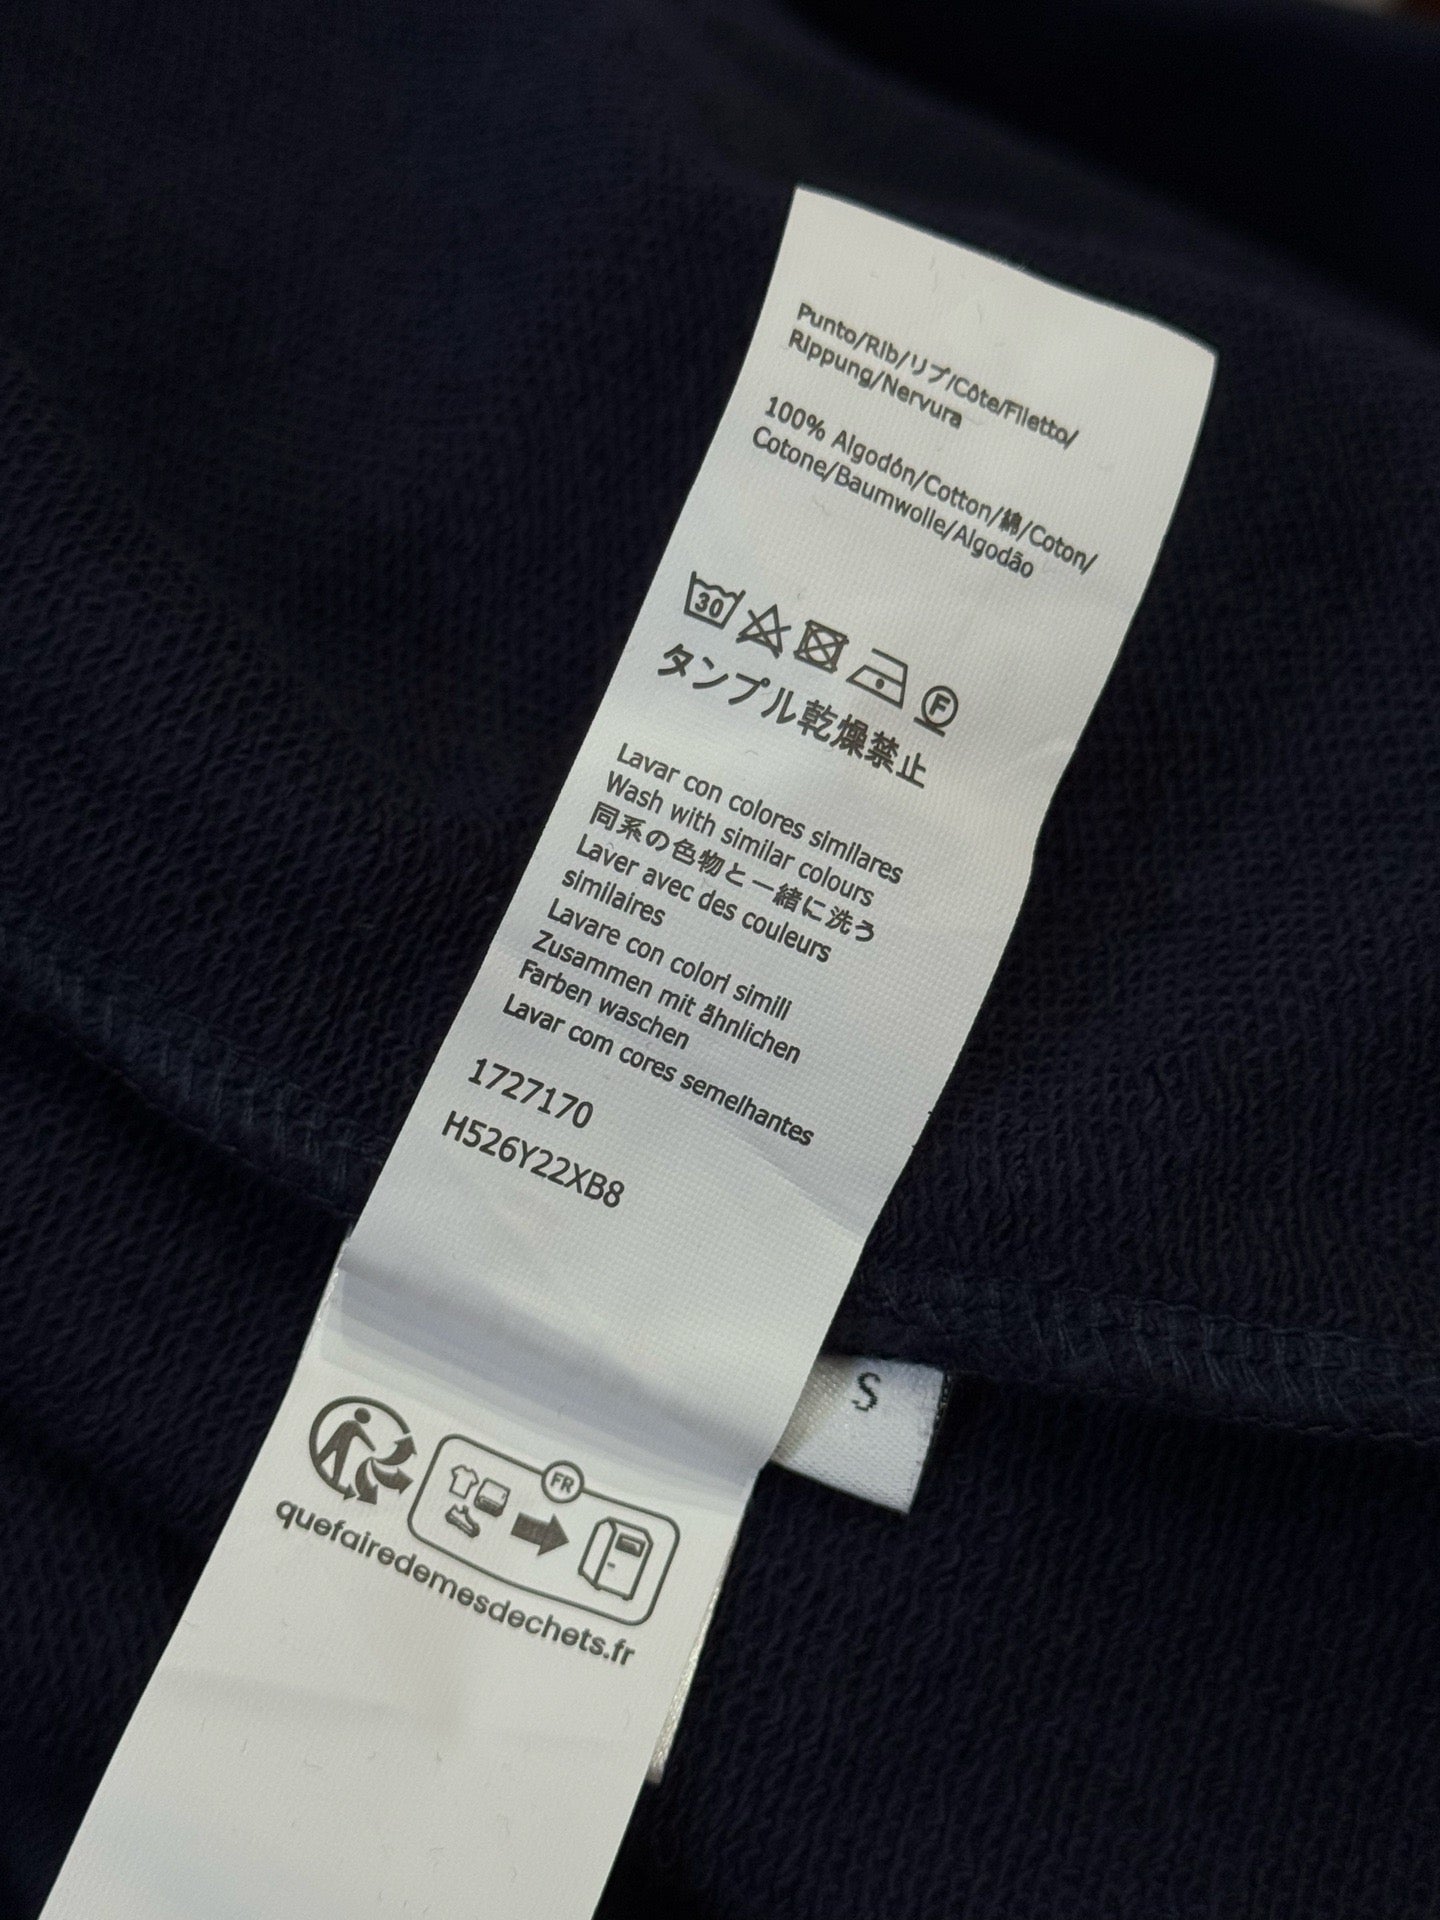 Punto/Rib/リブ/Côte/Filetto/
Rippung/Nervura
100% Algodón/Cotton/綿/Coton/
Cotone/Baumwolle/Algodão
30
F
タンブル乾燥禁止
Lavar con colores similares
Wash with similar colours
同系の色物と一緒に洗う
Laver avec des couleurs
similaires
Lavare con colori simili
Zusammen mit ähnlichen
Farben waschen
Lavar com cores semelhantes
1727170
H526Y22XB8
S
FR
quefairedemesdechets.fr